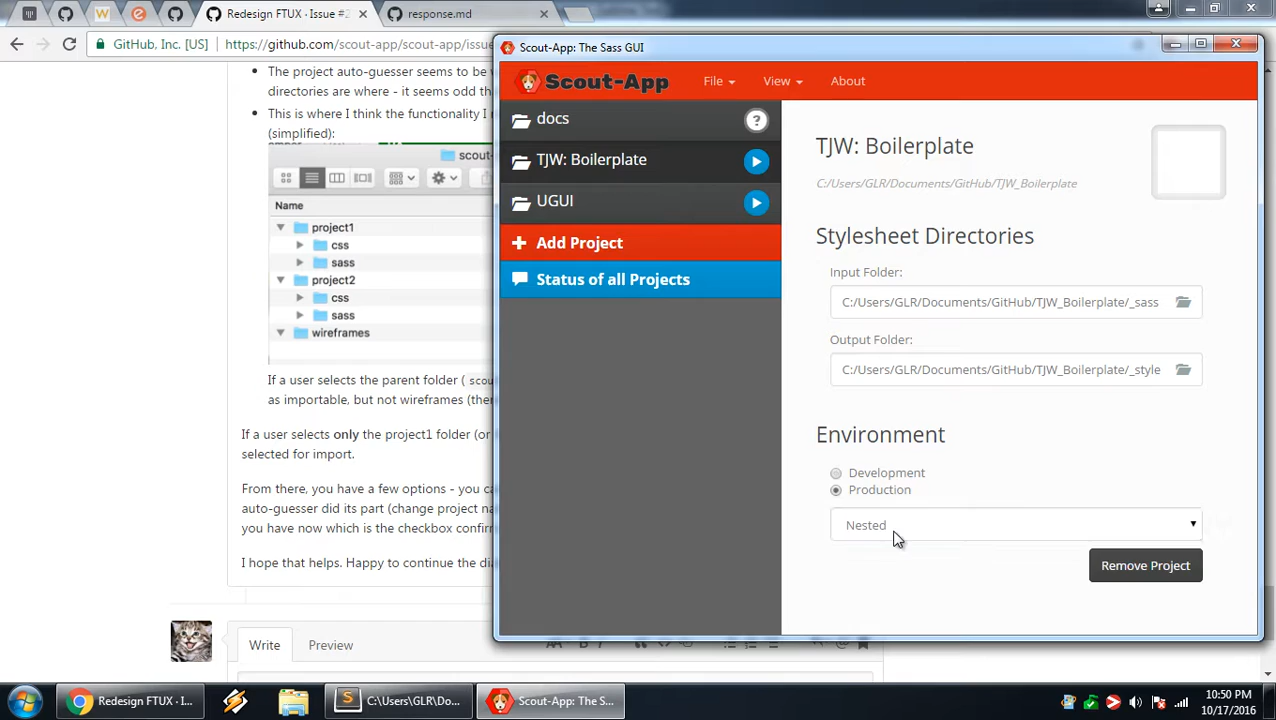 Redesign FTUX · Issue #2
response.md
GitHub, Inc. [US]
https://github.com/scout-app/scout-app/issue
The project auto-guesser seems to be
directories are where - it seems odd th
This is where I think the functionality I
(simplified):
scout-
Name
project1
css
sass
project2
css
sass
wireframes
If a user selects the parent folder (
as importable, but not wireframes (ther
If a user selects only the project1 folder (or
selected for import.
From there, you have a few options - you ca
auto-guesser did its part (change project na
you have now which is the checkbox confirm
I hope that helps. Happy to continue the dia
Write
Preview
Scout-App: The Sass GUI
Scout-App
File
View
About
docs
?
TJW: Boilerplate
UGUI
Add Project
Status of all Projects
TJW: Boilerplate
C:/Users/GLR/Documents/GitHub/TJW_Boilerplate
Stylesheet Directories
Input Folder:
C:/Users/GLR/Documents/GitHub/TJW_Boilerplate/_sass
Output Folder:
C:/Users/GLR/Documents/GitHub/TJW_Boilerplate/_style
Environment
Development
Production
Nested
Remove Project
Redesign FTUX · I...
C:\Users\GLR\Do...
Scout-App: The S...
10:50 PM
10/17/2016